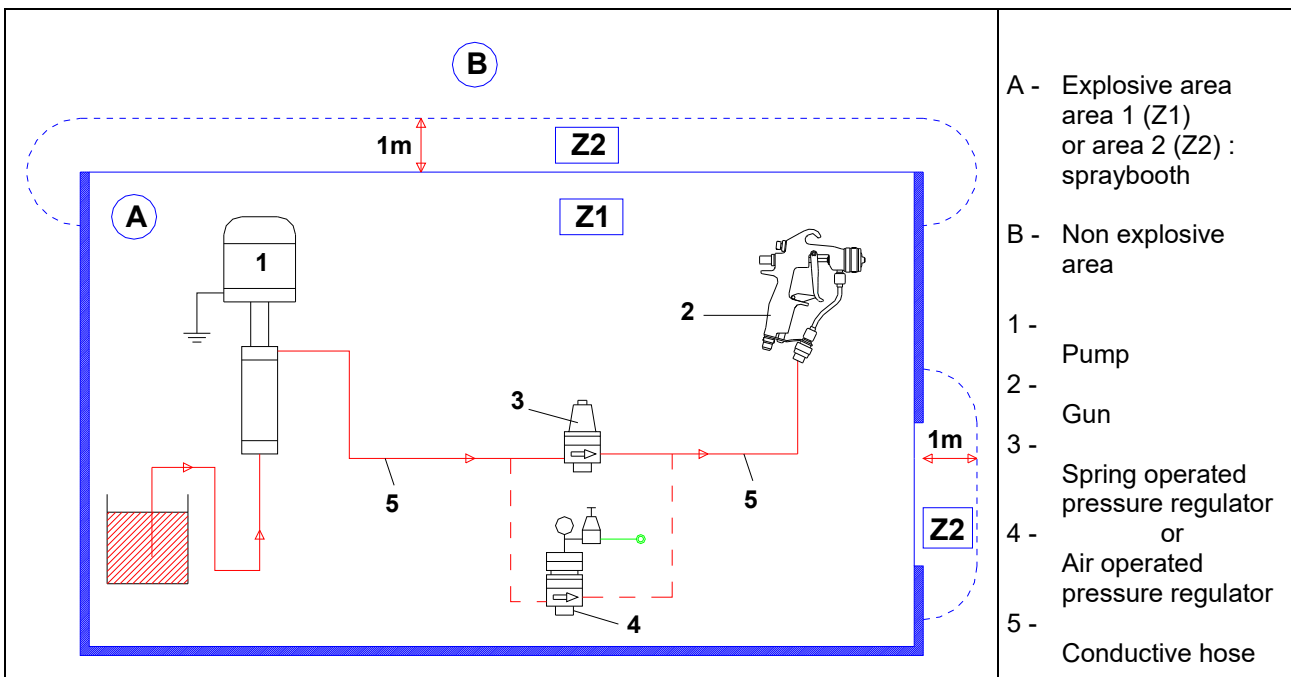 B
1m
Z2
A
Z1
1
2
3
5
5
4
1m
Z2
A - Explosive area
area 1 (Z1)
or area 2 (Z2) :
spraybooth
B - Non explosive
area
1 -
Pump
2 -
Gun
3 -
Spring operated
pressure regulator
4 - or
Air operated
pressure regulator
5 -
Conductive hose